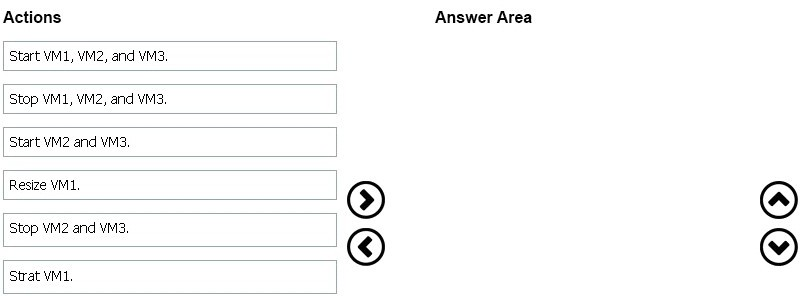 Actions
Answer Area
Start VM1, VM2, and VM3.
Stop VM1, VM2, and VM3.
Start VM2 and VM3.
Resize VM1.
Stop VM2 and VM3.
Strat VM1.